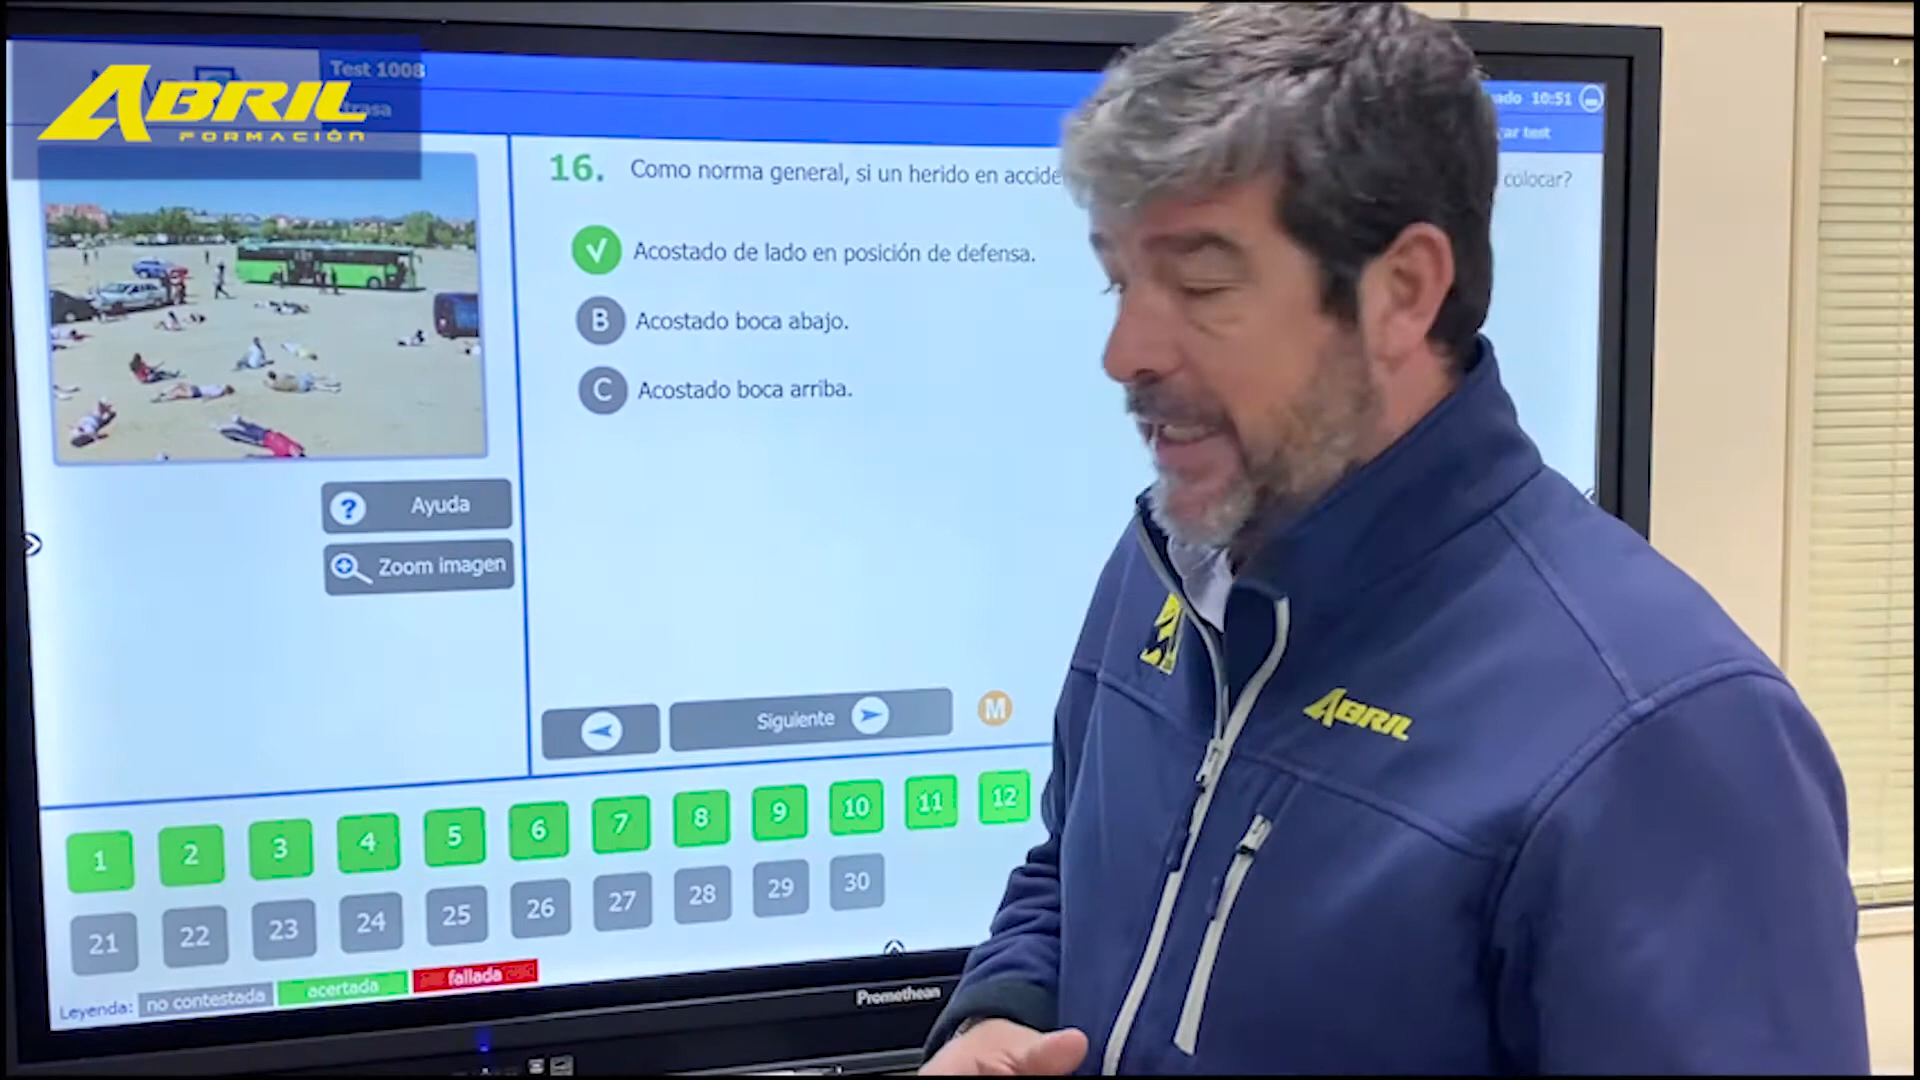 ABRIL
FORMACIÓN
Test 1008
10:51
16. Como norma general, si un herido en colocar?
√ Acostado de lado en posición de defensa.
B Acostado boca abajo.
C Acostado boca arriba.
? Ayuda
Zoom imagen
Siguiente
M
1 2 3 4 5 6 7 8 9 10 11 12
21 22 23 24 25 26 27 28 29 30
Leyenda: no contestada acertada fallada
Promethean
ABRIL